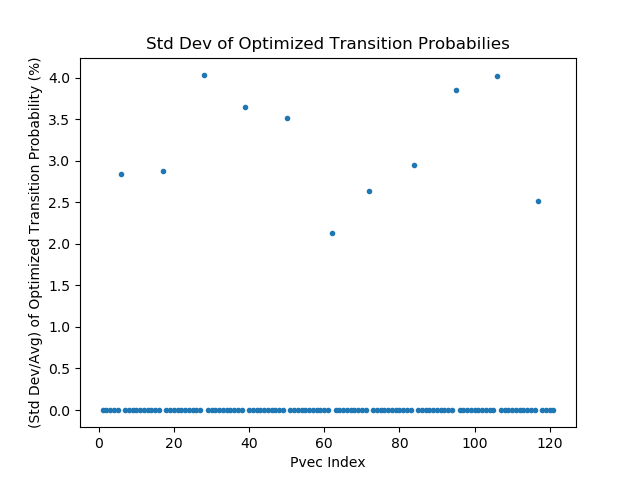 Std Dev of Optimized Transition Probabilies
(Std Dev/Avg) of Optimized Transition Probability (%)
4.0
3.5
3.0
2.5
2.0
1.5
1.0
0.5
0.0
0 20 40 60 80 100 120
Pvec Index